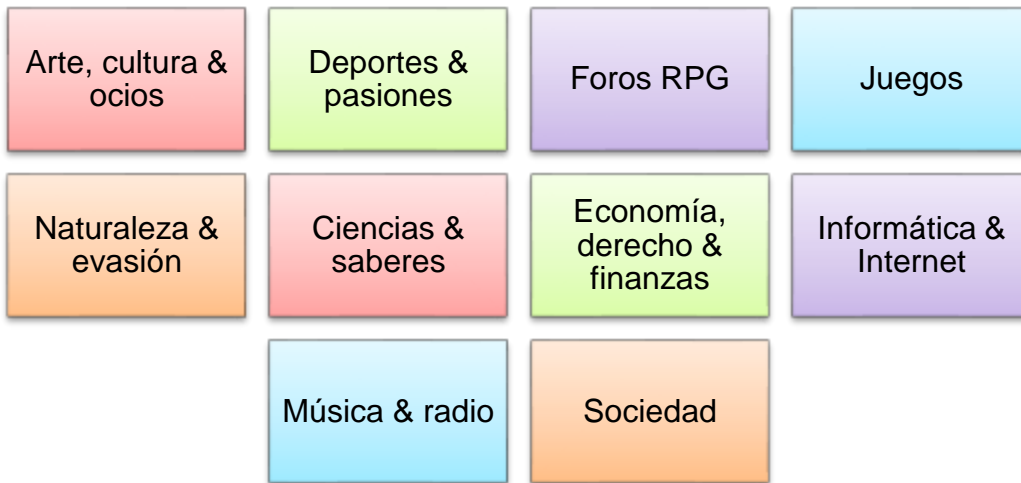 Arte, cultura &
ocios
Deportes &
pasiones
Foros RPG
Juegos
Naturaleza &
evasión
Ciencias &
saberes
Economía,
derecho &
finanzas
Informática &
Internet
Música & radio
Sociedad